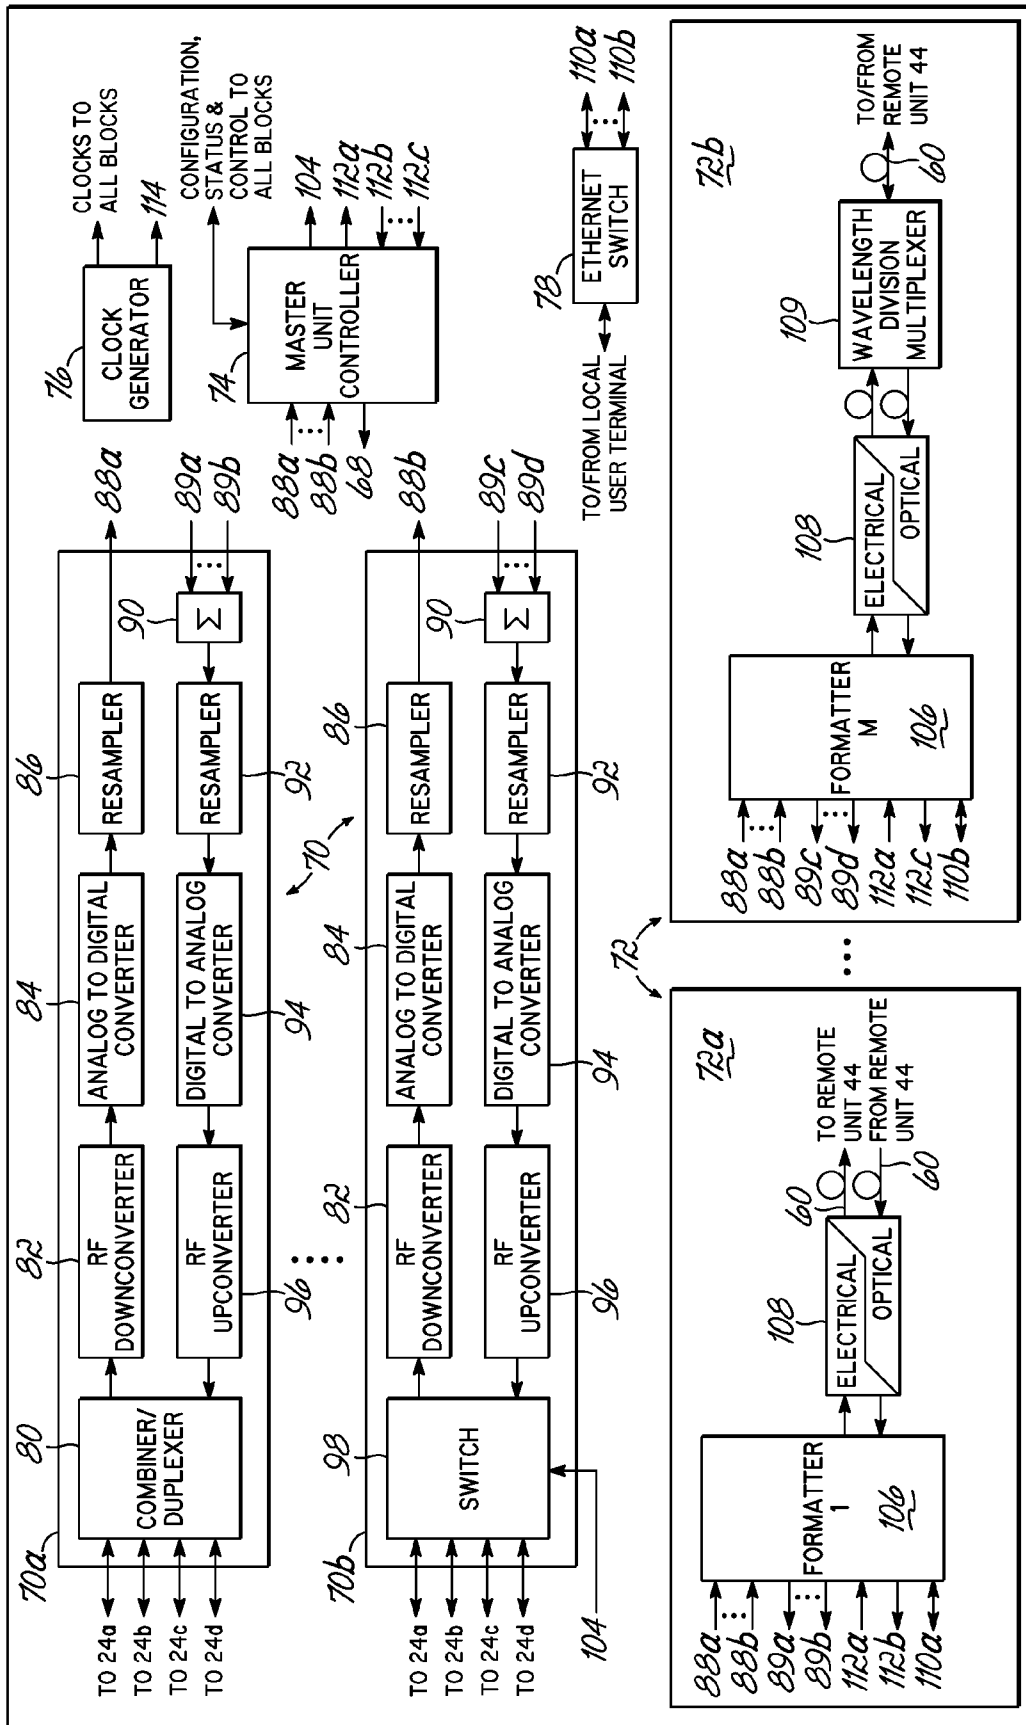 70a
80
82
84
86
90
88a
89a
89b
TO 24a
TO 24b
TO 24c
TO 24d
COMBINER/
DUPLEXER
RF
DOWNCONVERTER
ANALOG TO DIGITAL
CONVERTER
RESAMPLER
Σ
RF
UPCONVERTER
DIGITAL TO ANALOG
CONVERTER
RESAMPLER
96
94
92
70
76
CLOCK
GENERATOR
CLOCKS TO
ALL BLOCKS
114
74
MASTER
UNIT
CONTROLLER
CONFIGURATION,
STATUS &
CONTROL TO
ALL BLOCKS
88a
88b
68
104
112a
112b
112c
70b
98
82
84
86
90
88b
89c
89d
TO 24a
TO 24b
TO 24c
TO 24d
104
SWITCH
RF
DOWNCONVERTER
ANALOG TO DIGITAL
CONVERTER
RESAMPLER
Σ
RF
UPCONVERTER
DIGITAL TO ANALOG
CONVERTER
RESAMPLER
96
94
92
78
ETHERNET
SWITCH
TO/FROM LOCAL
USER TERMINAL
110a
110b
72
72a
88a
88b
89a
89b
112a
112b
110a
FORMATTER
1
106
108
ELECTRICAL
OPTICAL
60
60
TO REMOTE
UNIT 44
FROM REMOTE
UNIT 44
72b
88a
88b
89c
89d
112a
112c
110b
FORMATTER
M
106
108
ELECTRICAL
OPTICAL
109
WAVELENGTH
DIVISION
MULTIPLEXER
60
TO/FROM
REMOTE
UNIT 44